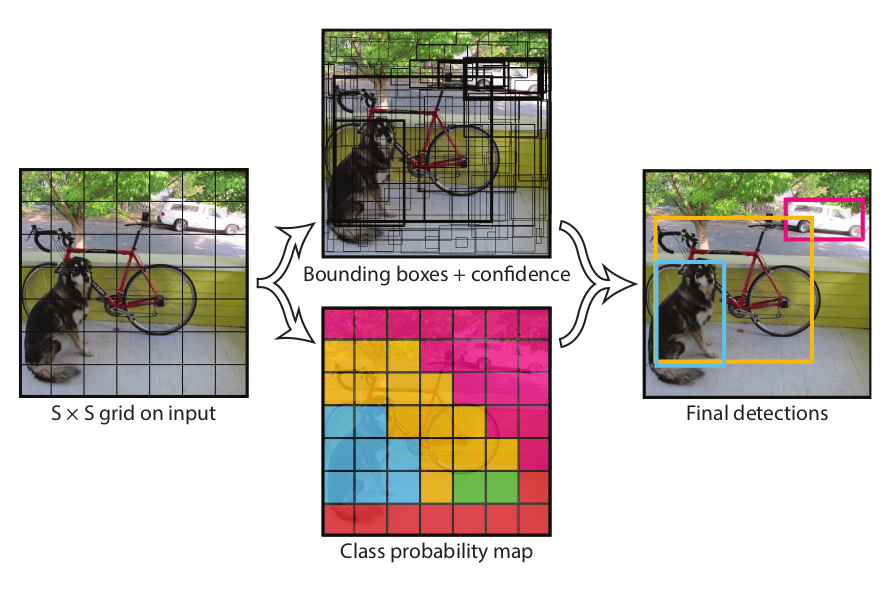 S × S grid on input
Bounding boxes + confidence
Class probability map
Final detections